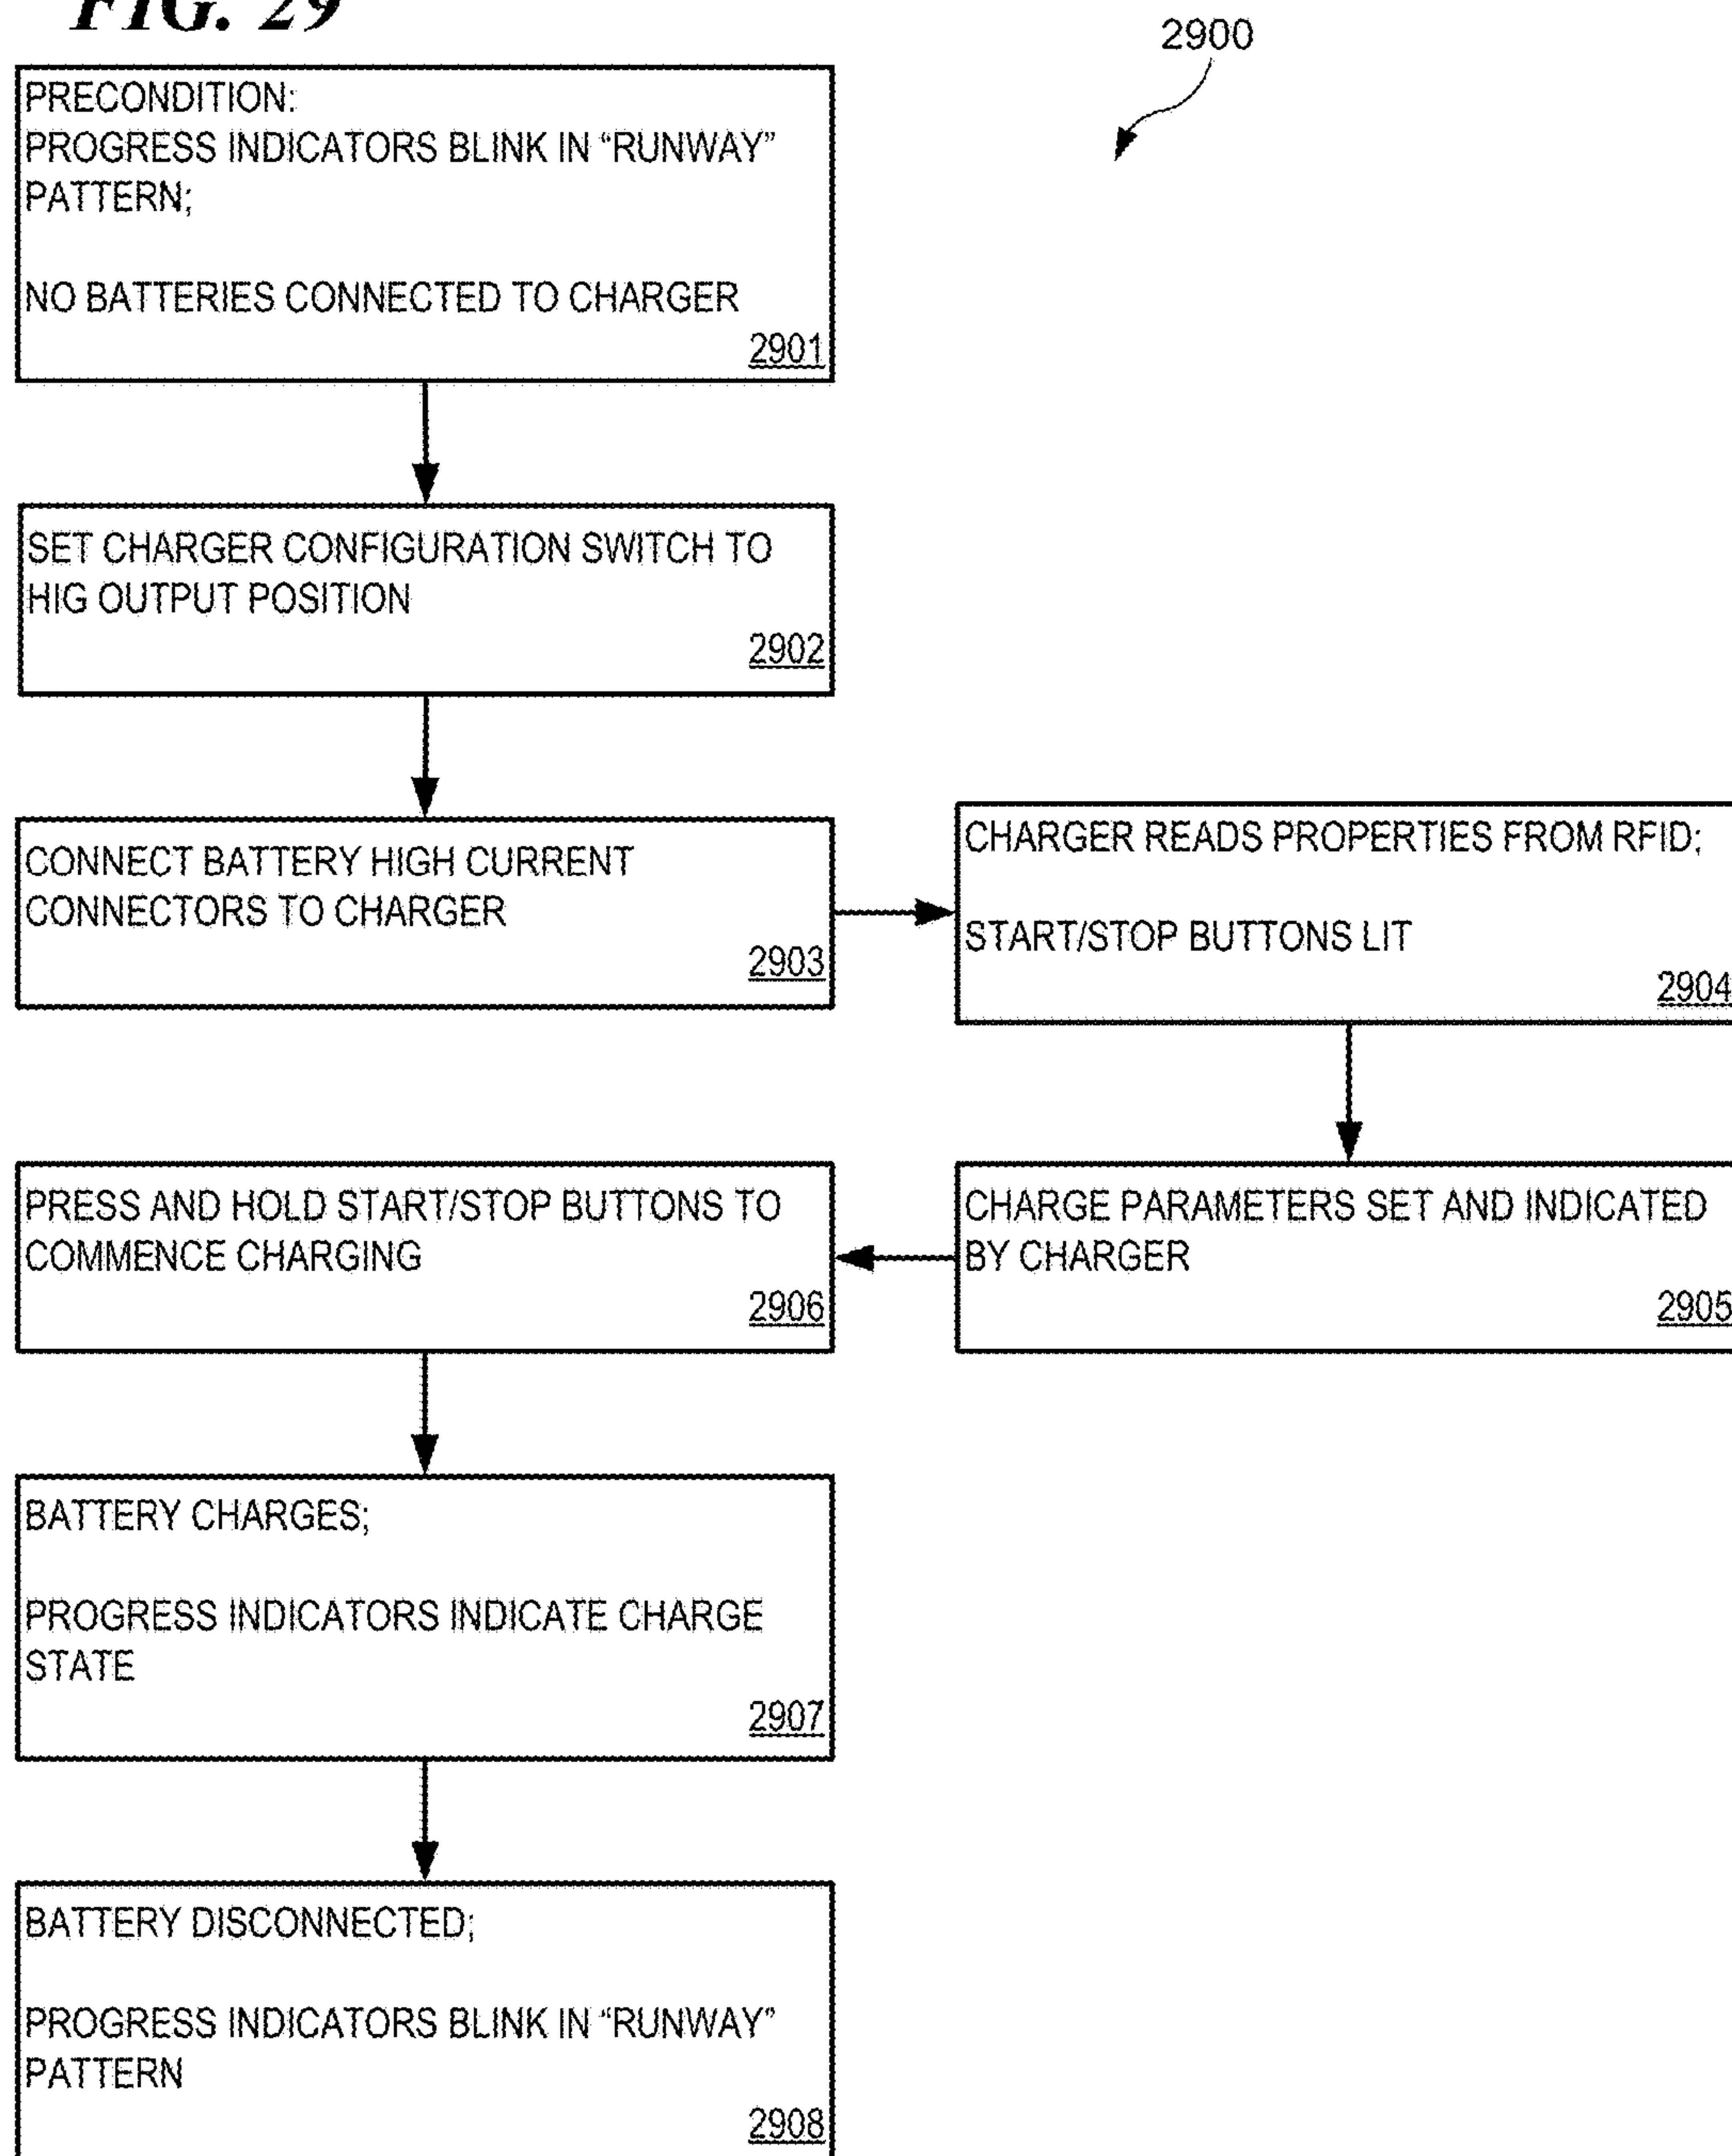 FIG. 29
2900
PRECONDITION:
PROGRESS INDICATORS BLINK IN “RUNWAY”
PATTERN;
NO BATTERIES CONNECTED TO CHARGER
2901
SET CHARGER CONFIGURATION SWITCH TO
HIG OUTPUT POSITION
2902
CONNECT BATTERY HIGH CURRENT
CONNECTORS TO CHARGER
2903
CHARGER READS PROPERTIES FROM RFID;
START/STOP BUTTONS LIT
2904
CHARGE PARAMETERS SET AND INDICATED
BY CHARGER
2905
PRESS AND HOLD START/STOP BUTTONS TO
COMMENCE CHARGING
2906
BATTERY CHARGES;
PROGRESS INDICATORS INDICATE CHARGE
STATE
2907
BATTERY DISCONNECTED;
PROGRESS INDICATORS BLINK IN “RUNWAY”
PATTERN
2908